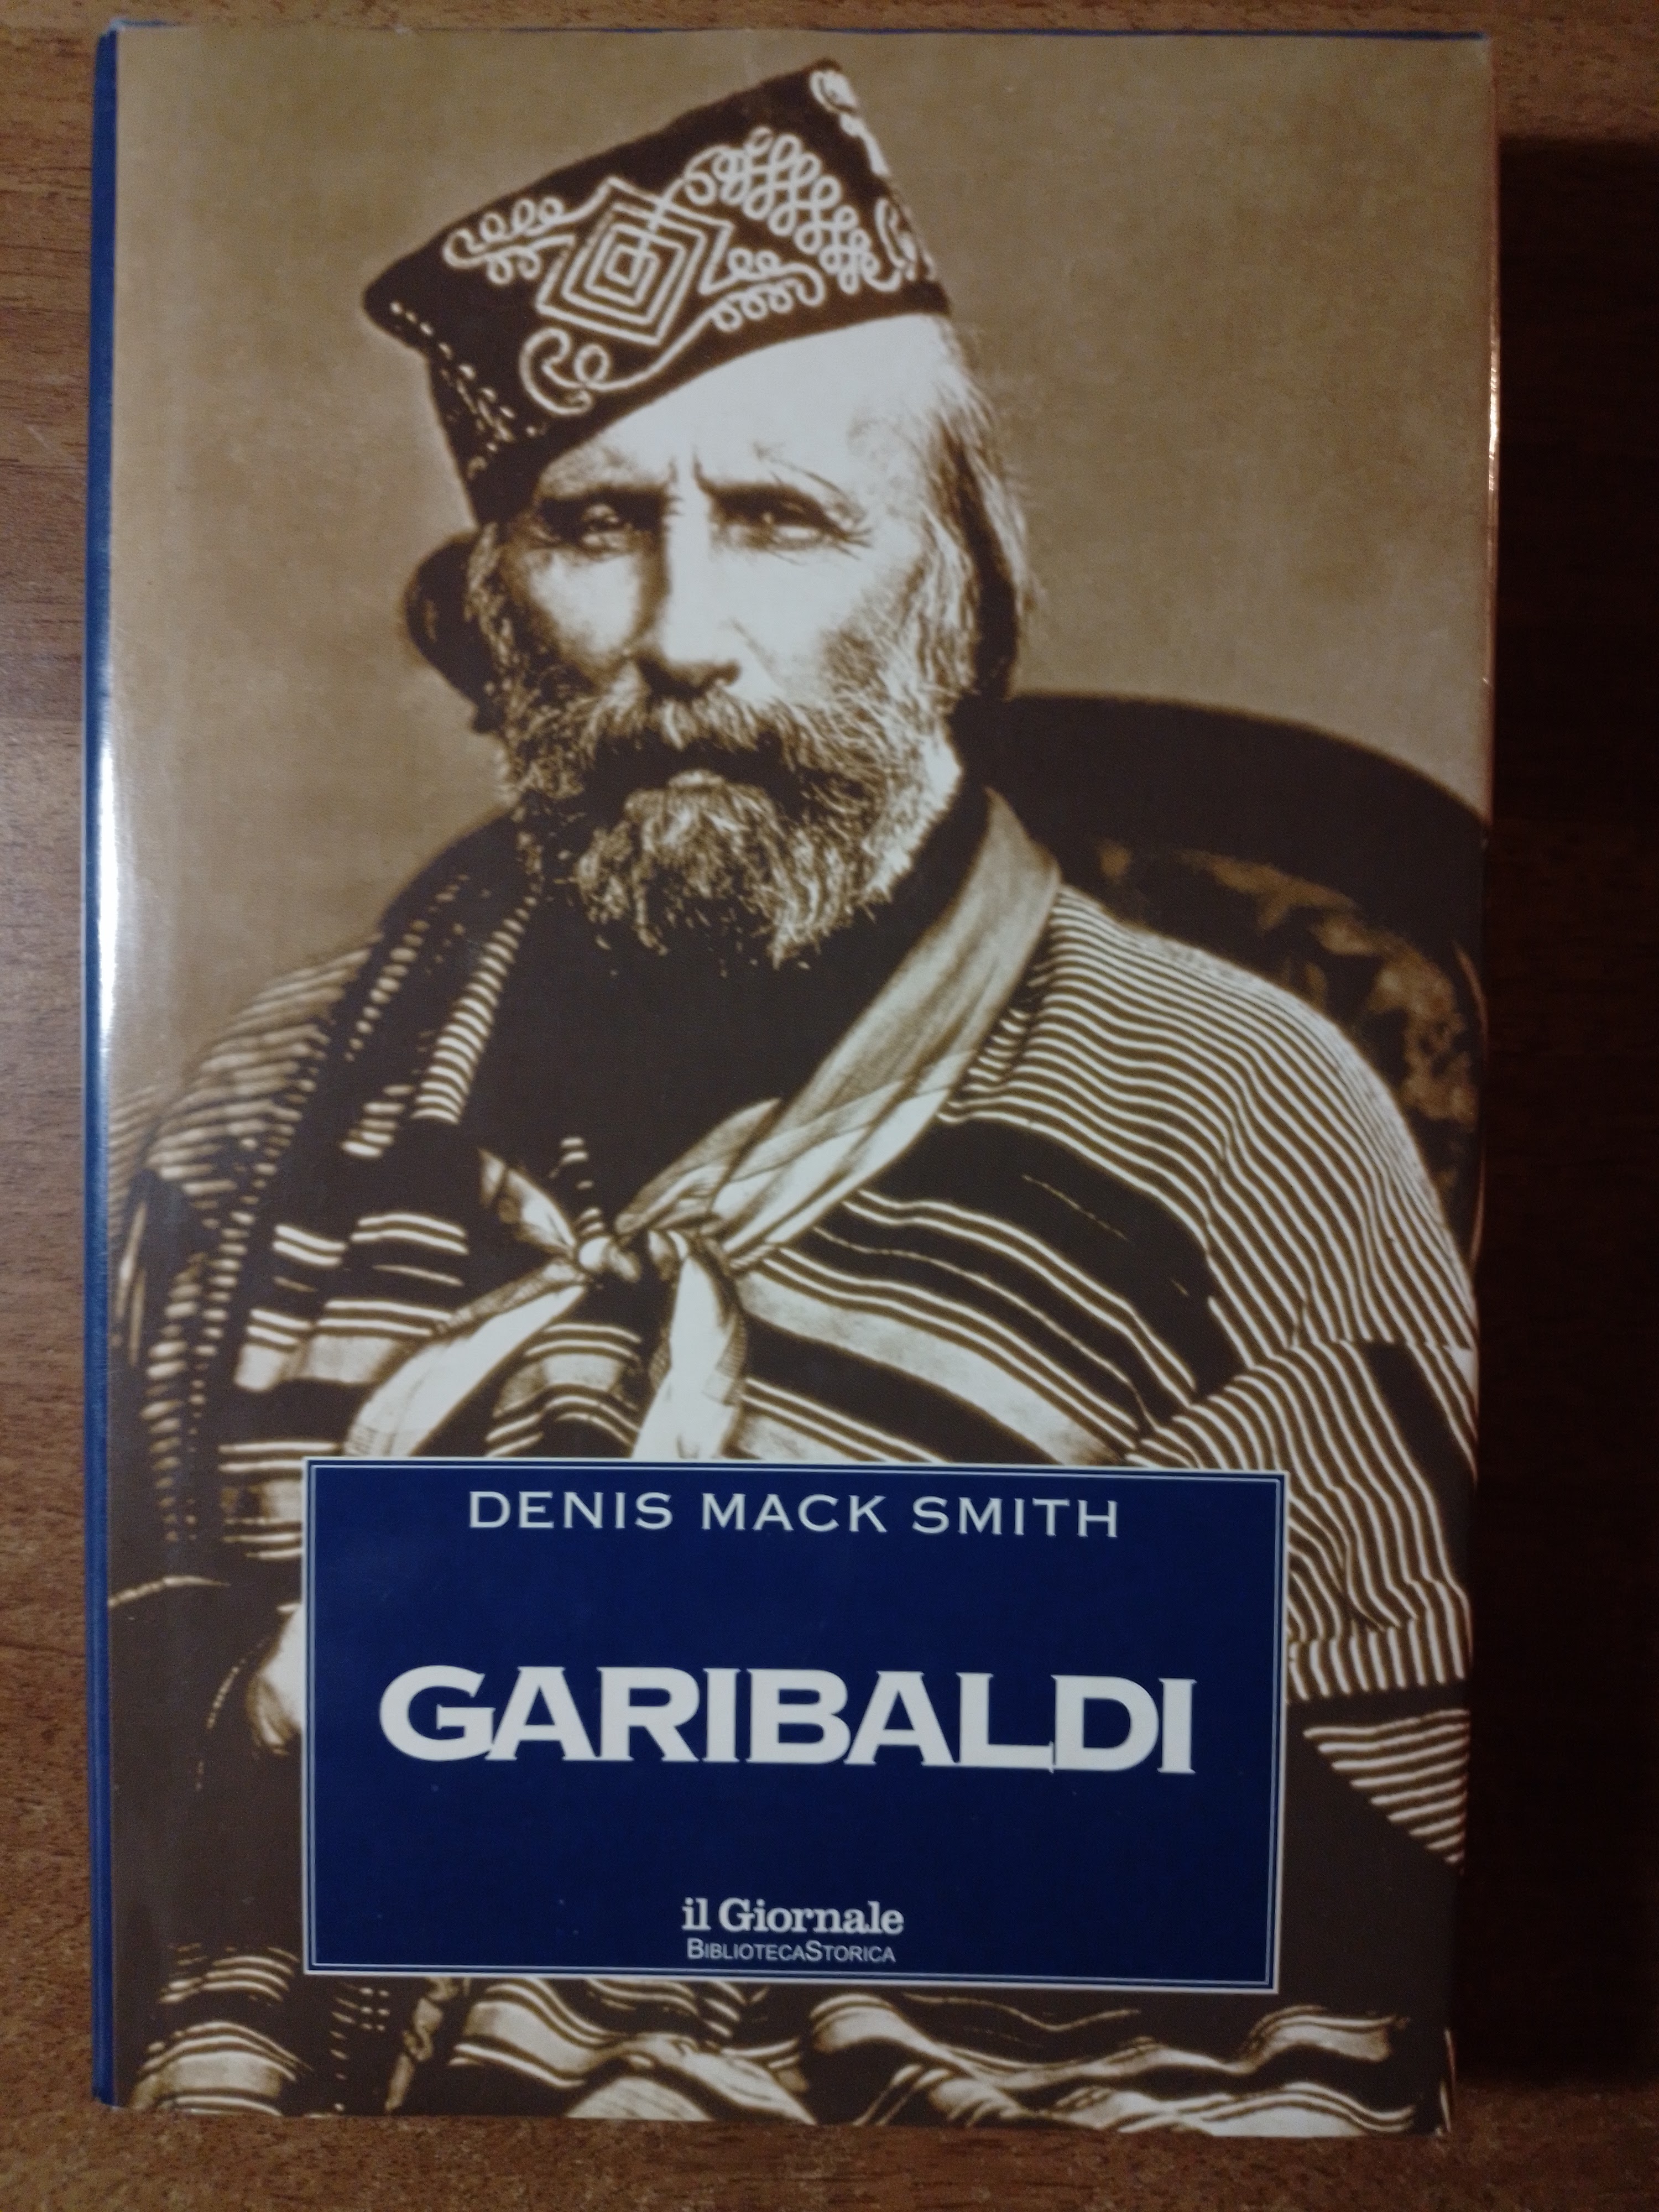 DENIS MACK SMITH
GARIBALDI
il Giornale
BIBLIOTECASTORICA